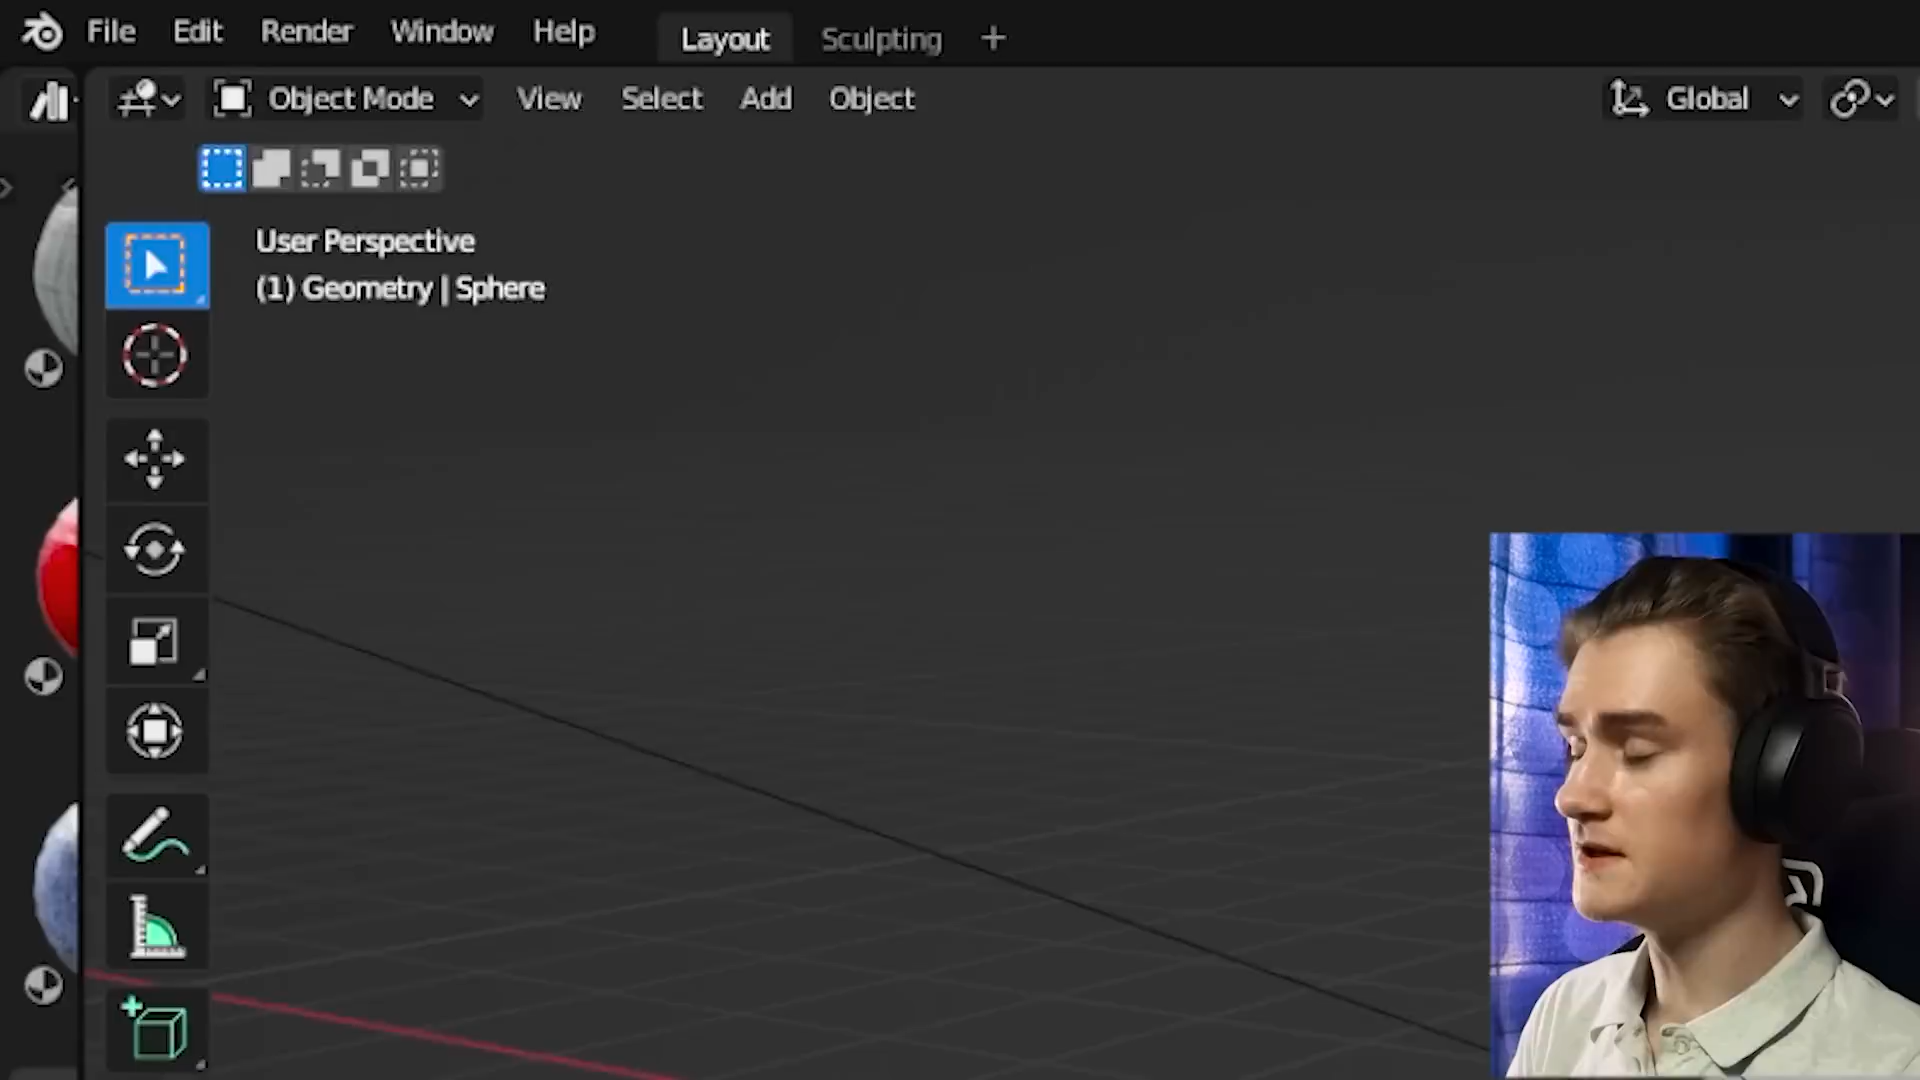 File Edit Render Window Help Layout Sculpting +
Object Mode View Select Add Object Global
User Perspective
(1) Geometry | Sphere